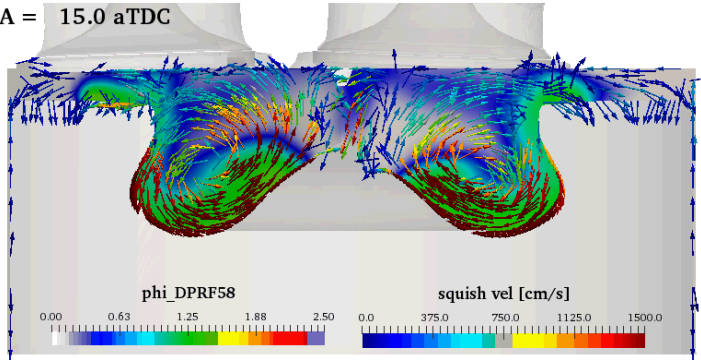 A = 15.0 aTDC
phi_DPRF58
0.00 0.63 1.25 1.88 2.50
squish vel [cm/s]
0.0 375.0 750.0 1125.0 1500.0